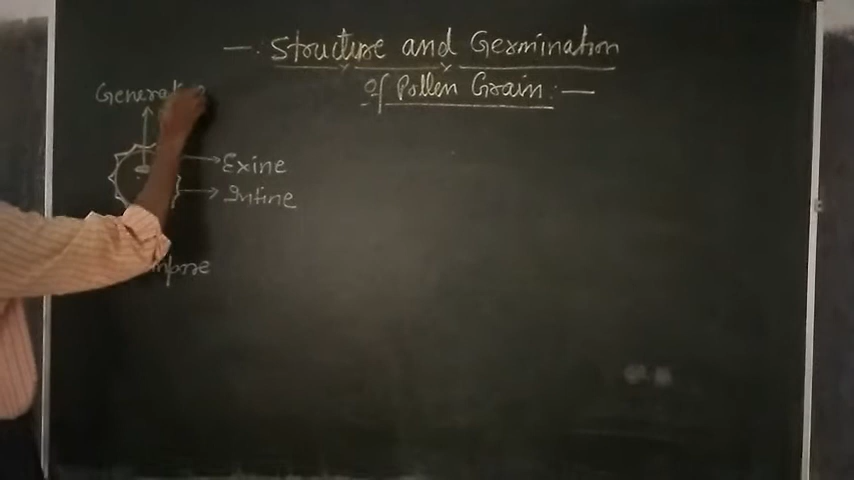 Structure and Germination
of Pollen Grain :-
Exine
Intine